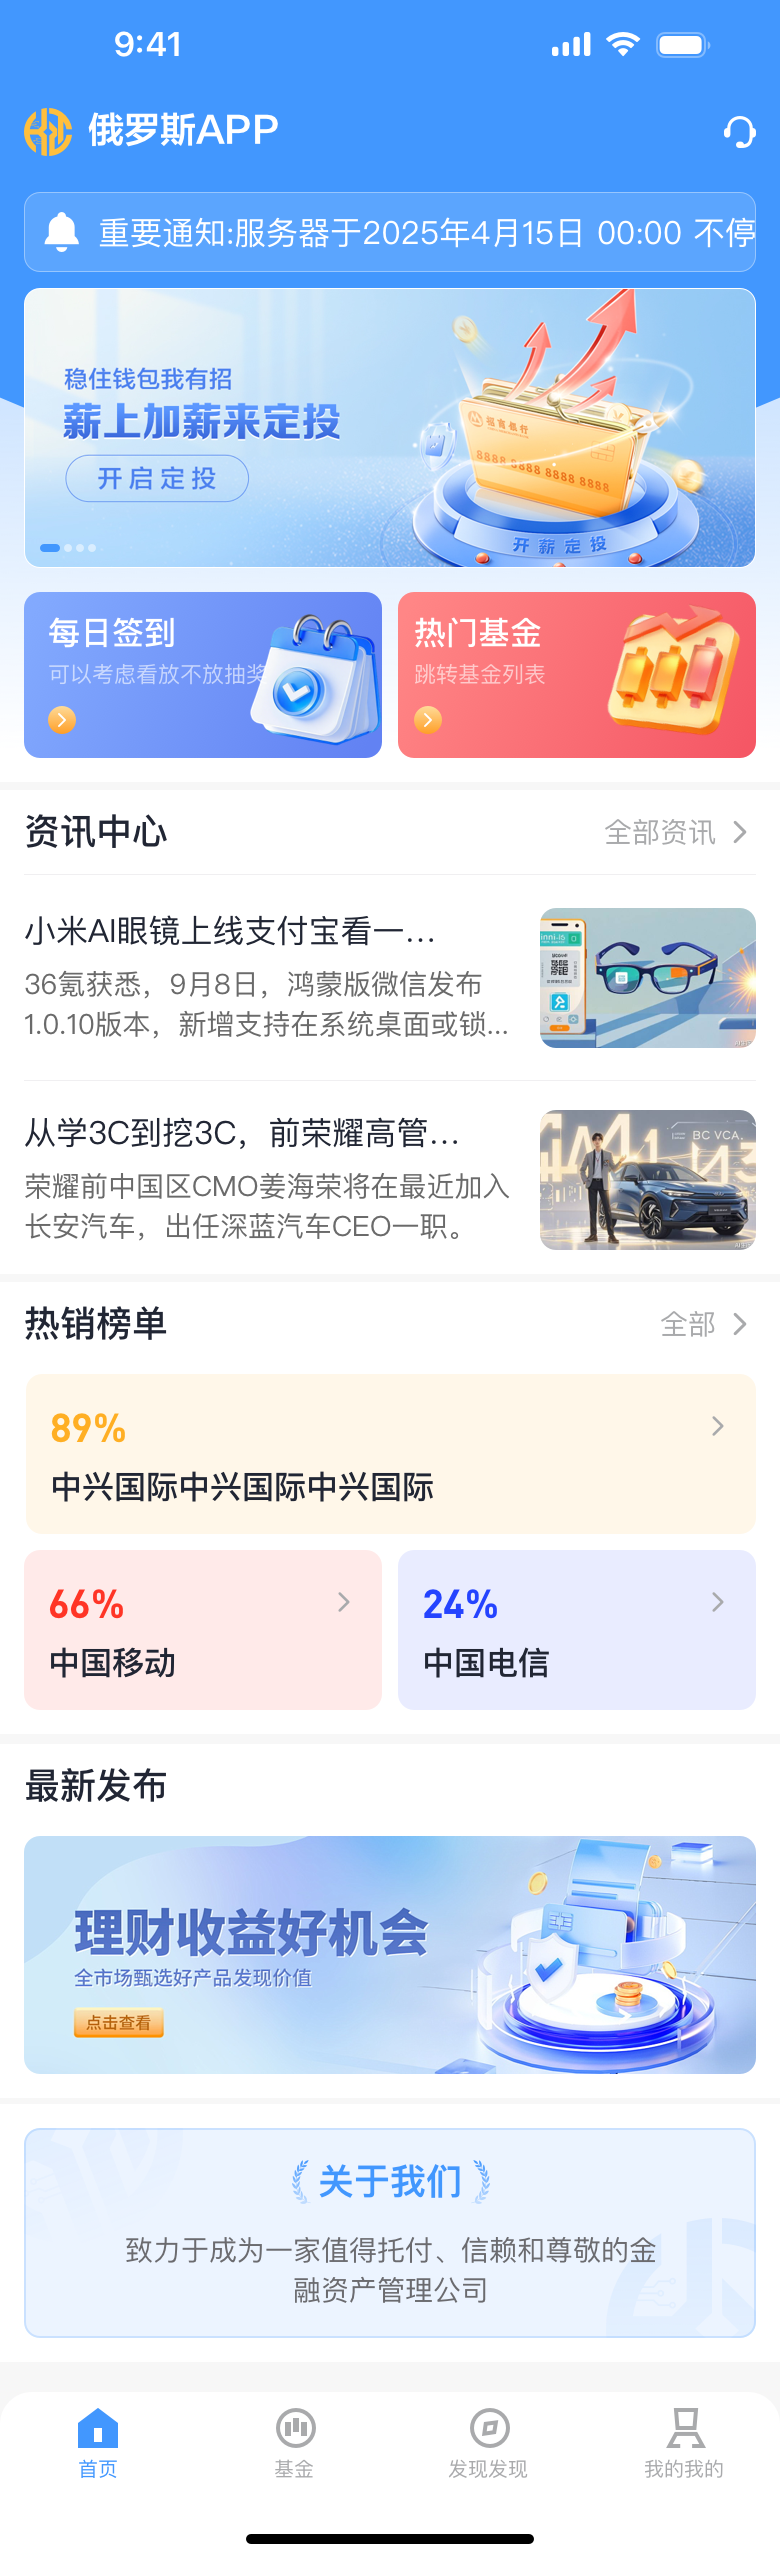 9:41
俄罗斯APP
重要通知:服务器于2025年4月15日 00:00 不停
稳住钱包我有招
薪上加薪来定投
开启定投
招商银行
8888 8888 8888 8888
开薪定投
每日签到
可以考虑看放不放抽奖
热门基金
跳转基金列表
资讯中心
全部资讯
小米AI眼镜上线支付宝看一...
36氪获悉，9月8日，鸿蒙版微信发布
1.0.10版本，新增支持在系统桌面或锁...
从学3C到挖3C，前荣耀高管...
BC VCA.
荣耀前中国区CMO姜海荣将在最近加入
长安汽车，出任深蓝汽车CEO一职。
热销榜单
全部
89%
中兴国际中兴国际中兴国际
66%
中国移动
24%
中国电信
最新发布
理财收益好机会
全市场甄选好产品发现价值
点击查看
关于我们
致力于成为一家值得托付、信赖和尊敬的金
融资产管理公司
首页
基金
发现发现
我的我的